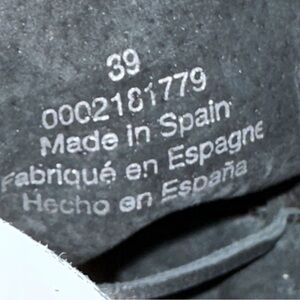 39
0002181779
Made in Spain
Fabriqué en Espagne
Hecho en España